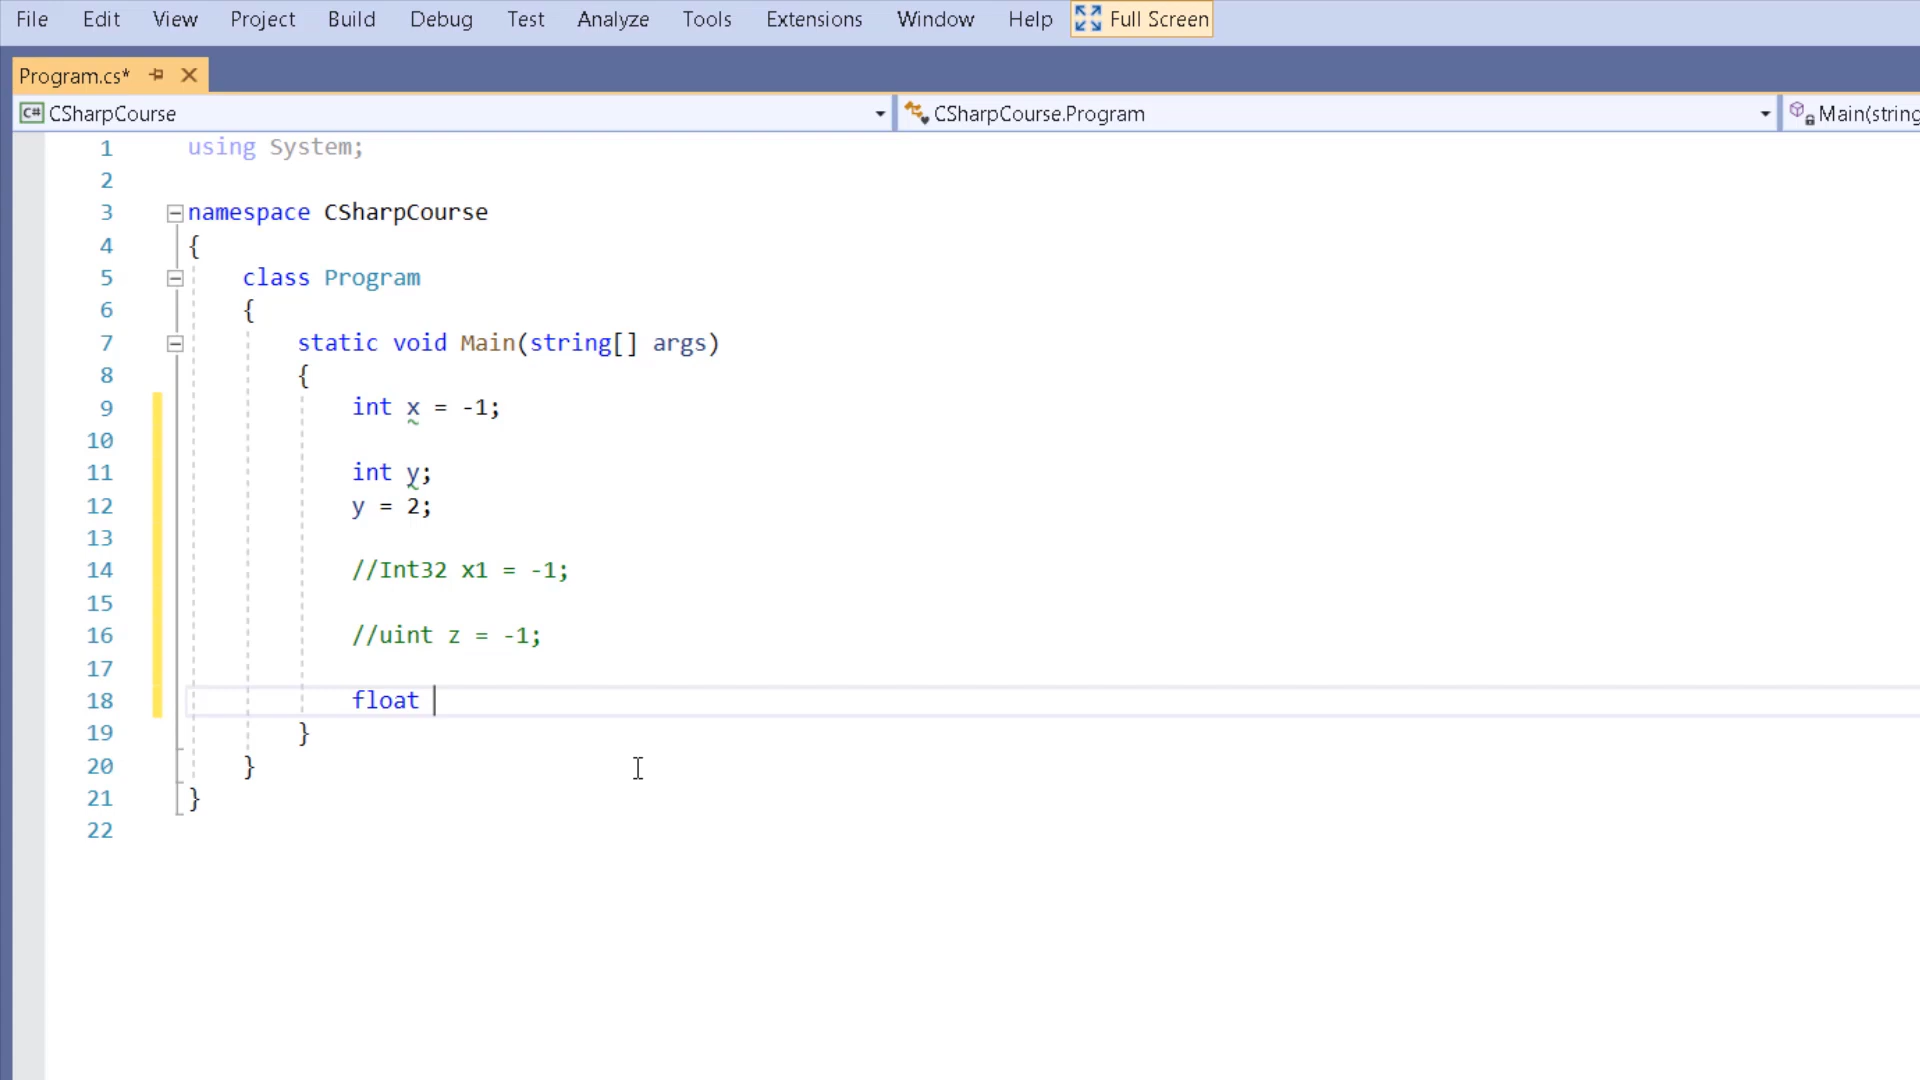 File Edit View Project Build Debug Test Analyze Tools Extensions Window Help Full Screen
Program.cs*
C# CSharpCourse CSharpCourse.Program Main(string
1 using System;
2
3 namespace CSharpCourse
4 {
5 class Program
6 {
7 static void Main(string[] args)
8 {
9 int x = -1;
10
11 int y;
12 y = 2;
13
14 //Int32 x1 = -1;
15
16 //uint z = -1;
17
18 float
19 }
20 }
21 }
22